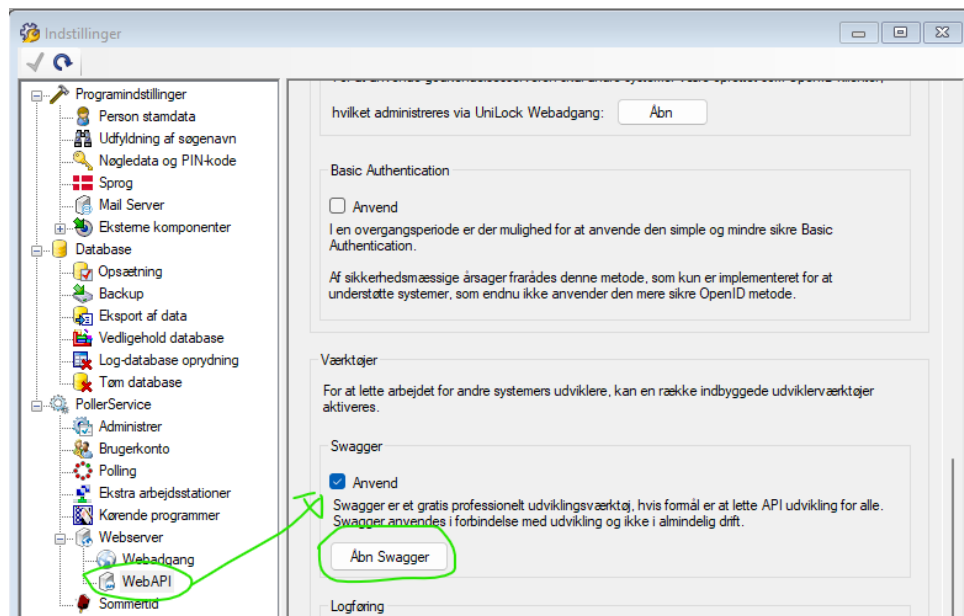 Indstillinger
Programindstillinger
Person stamdata
Udfyldning af søgenavn
Nøgledata og PIN-kode
Sprog
Mail Server
Eksterne komponenter
Database
Opsætning
Backup
Eksport af data
Vedligehold database
Log-database oprydning
Tøm database
PollerService
Administrer
Brugerkonto
Polling
Ekstra arbejdsstationer
Kørende programmer
Webserver
Webadgang
WebAPI
Sommertid
hvilket administreres via UniLock Webadgang: Åbn
Basic Authentication
Anvend
I en overgangsperiode er der mulighed for at anvende den simple og mindre sikre Basic
Authentication.
Af sikkerhedsmæssige årsager frarådes denne metode, som kun er implementeret for at
understøtte systemer, som endnu ikke anvender den mere sikre OpenID metode.
Værktøjer
For at lette arbejdet for andre systemers udviklere, kan en række indbyggede udviklerværktøjer
aktiveres.
Swagger
Anvend
Swagger er et gratis professionelt udviklingsværktøj, hvis formål er at lette API udvikling for alle.
Swagger anvendes i forbindelse med udvikling og ikke i almindelig drift.
Åbn Swagger
Logføring